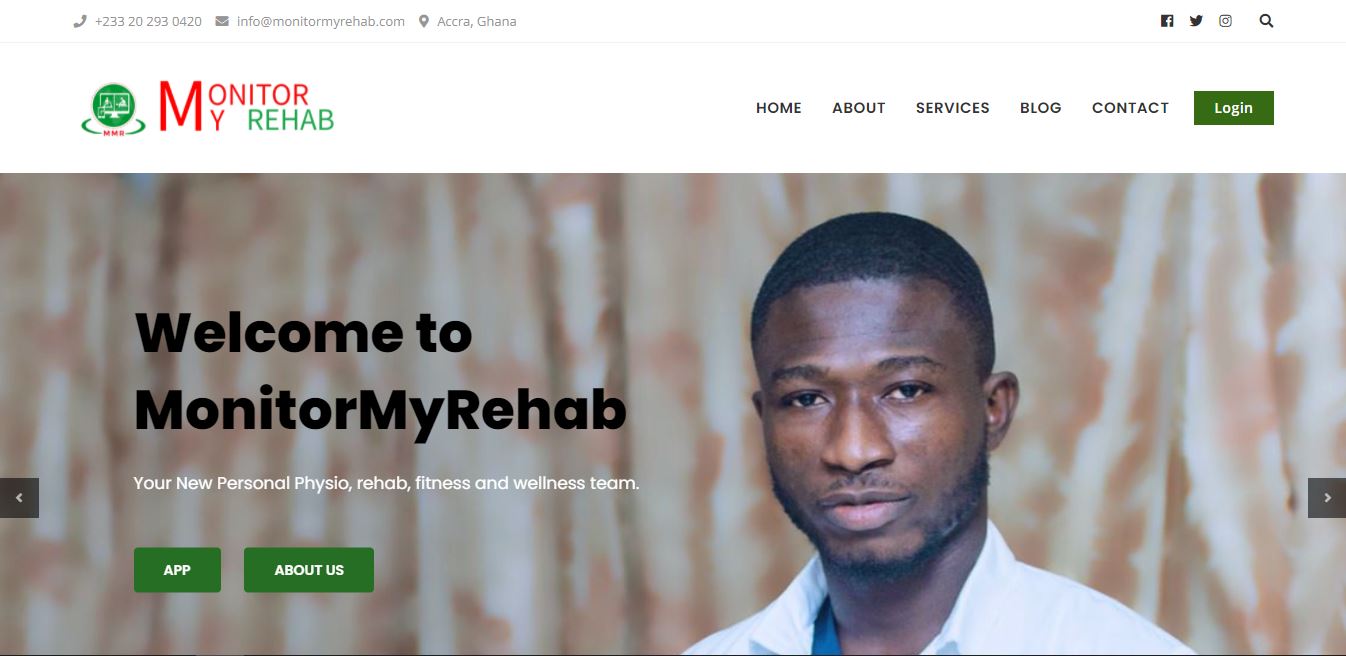 +233 20 293 0420 info@monitormyrehab.com Accra, Ghana
MONITOR
MY REHAB
MMR
HOME ABOUT SERVICES BLOG CONTACT Login
Welcome to
MonitorMyRehab
Your New Personal Physio, rehab, fitness and wellness team.
APP ABOUT US